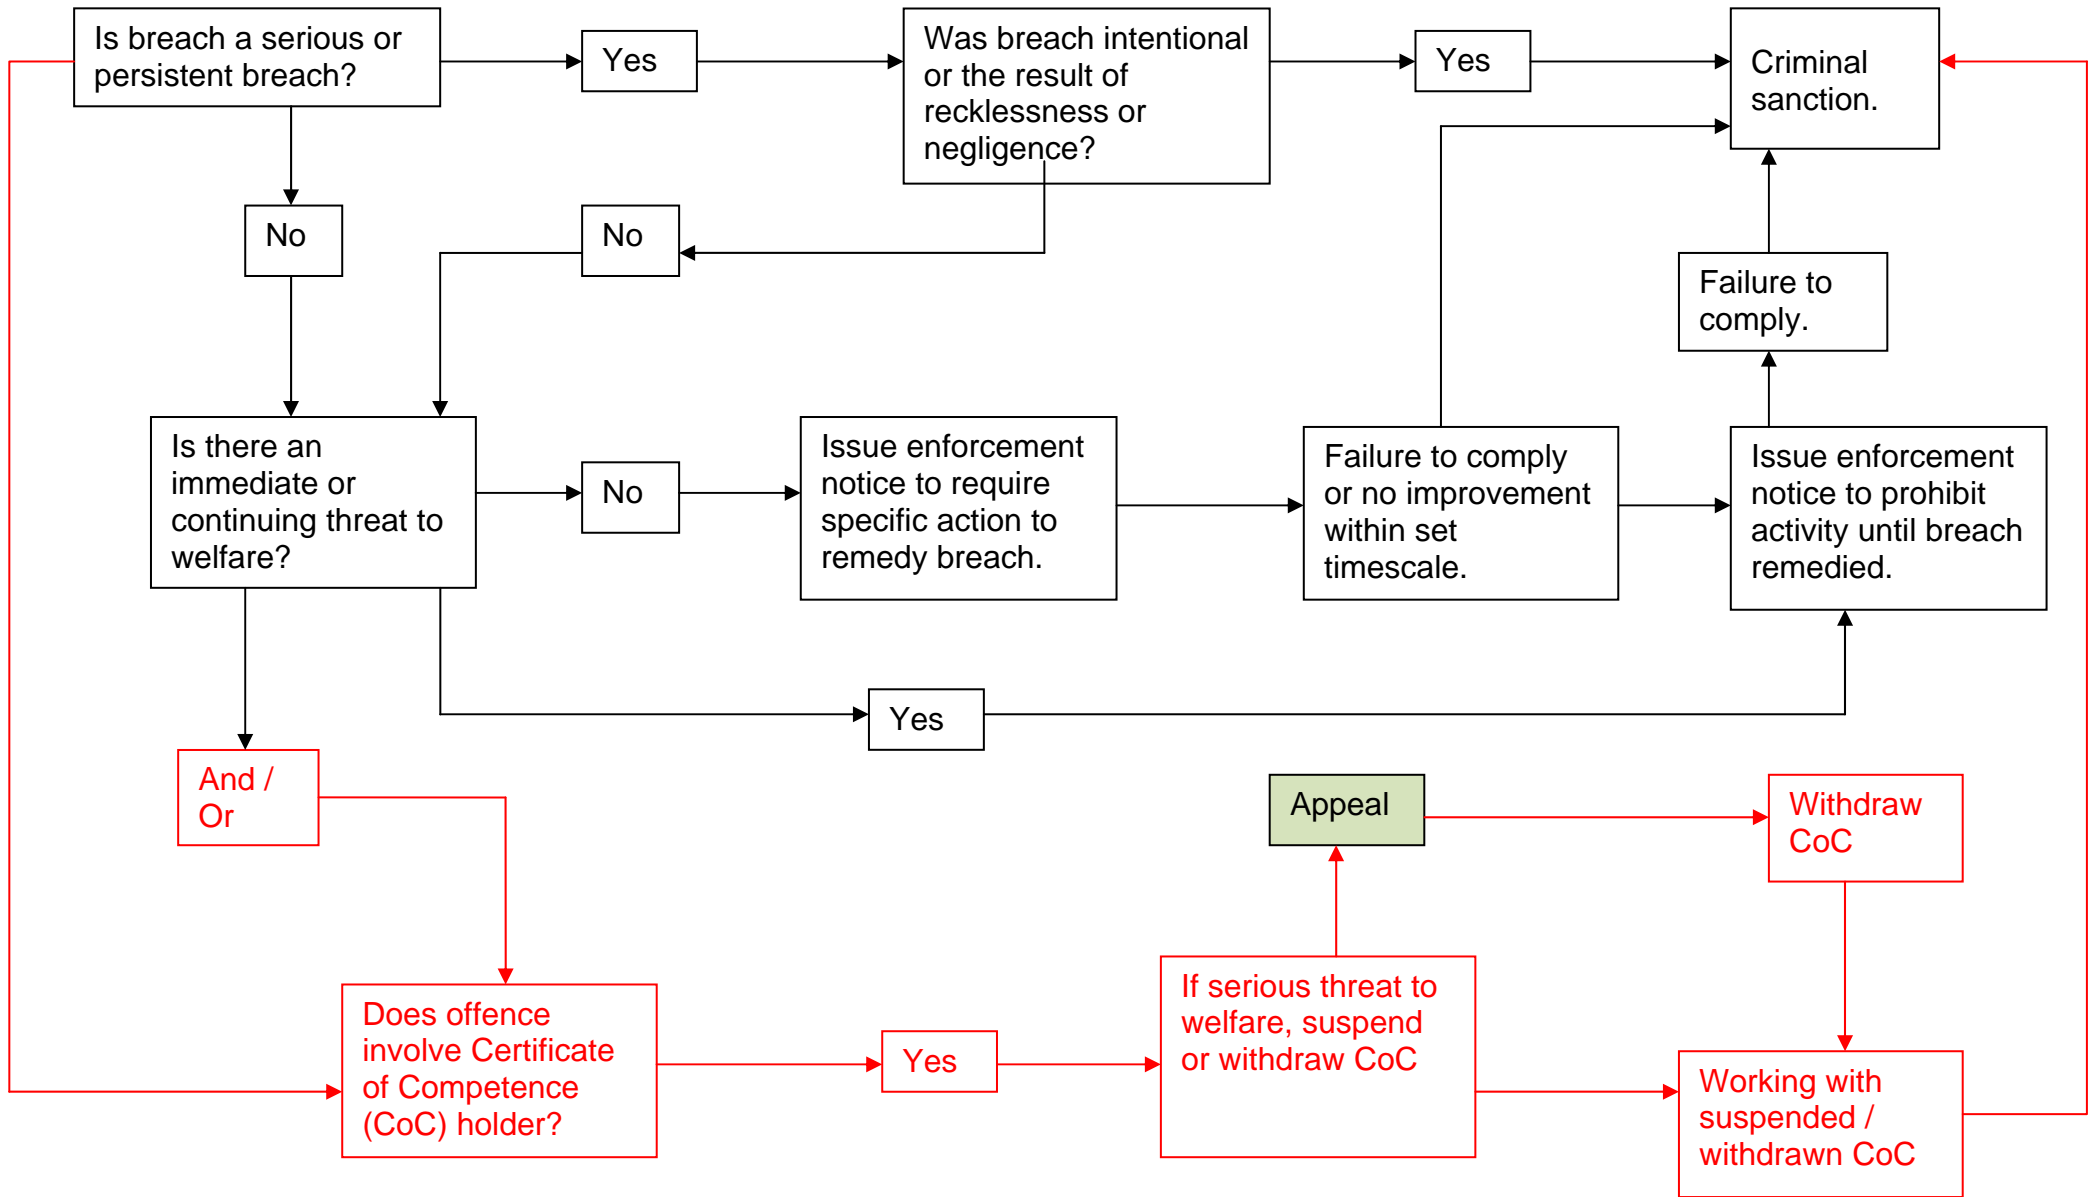 Is breach a serious or
persistent breach?
Yes
Was breach intentional
or the result of
recklessness or
negligence?
Yes
Criminal
sanction.
No
No
Failure to
comply.
Is there an
immediate or
continuing threat to
welfare?
No
Issue enforcement
notice to require
specific action to
remedy breach.
Failure to comply
or no improvement
within set
timescale.
Issue enforcement
notice to prohibit
activity until breach
remedied.
Yes
And /
Or
Appeal
Withdraw
CoC
Does offence
involve Certificate
of Competence
(CoC) holder?
Yes
If serious threat to
welfare, suspend
or withdraw CoC
Working with
suspended /
withdrawn CoC